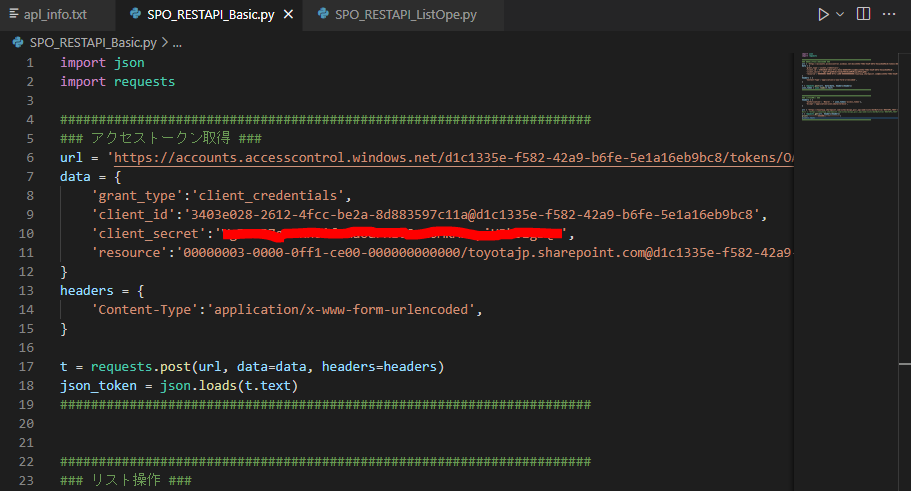 apl_info.txt
SPO_RESTAPI_Basic.py
SPO_RESTAPI_ListOpe.py
SPO_RESTAPI_Basic.py > ...
1 import json
2 import requests
3
4 #####################################################################
5 ### アクセストークン取得 ###
6 url = 'https://accounts.accesscontrol.windows.net/d1c1335e-f582-42a9-b6fe-5e1a16eb9bc8/tokens/OA
7 data = {
8 'grant_type':'client_credentials',
9 'client_id':'3403e028-2612-4fcc-be2a-8d883597c11a@d1c1335e-f582-42a9-b6fe-5e1a16eb9bc8',
10 'client_secret':'
11 'resource':'00000003-0000-0ff1-ce00-000000000000/toyotajp.sharepoint.com@d1c1335e-f582-42a9-
12 }
13 headers = {
14 'Content-Type':'application/x-www-form-urlencoded',
15 }
16
17 t = requests.post(url, data=data, headers=headers)
18 json_token = json.loads(t.text)
19 #####################################################################
20
21
22 #####################################################################
23 ### リスト操作 ###